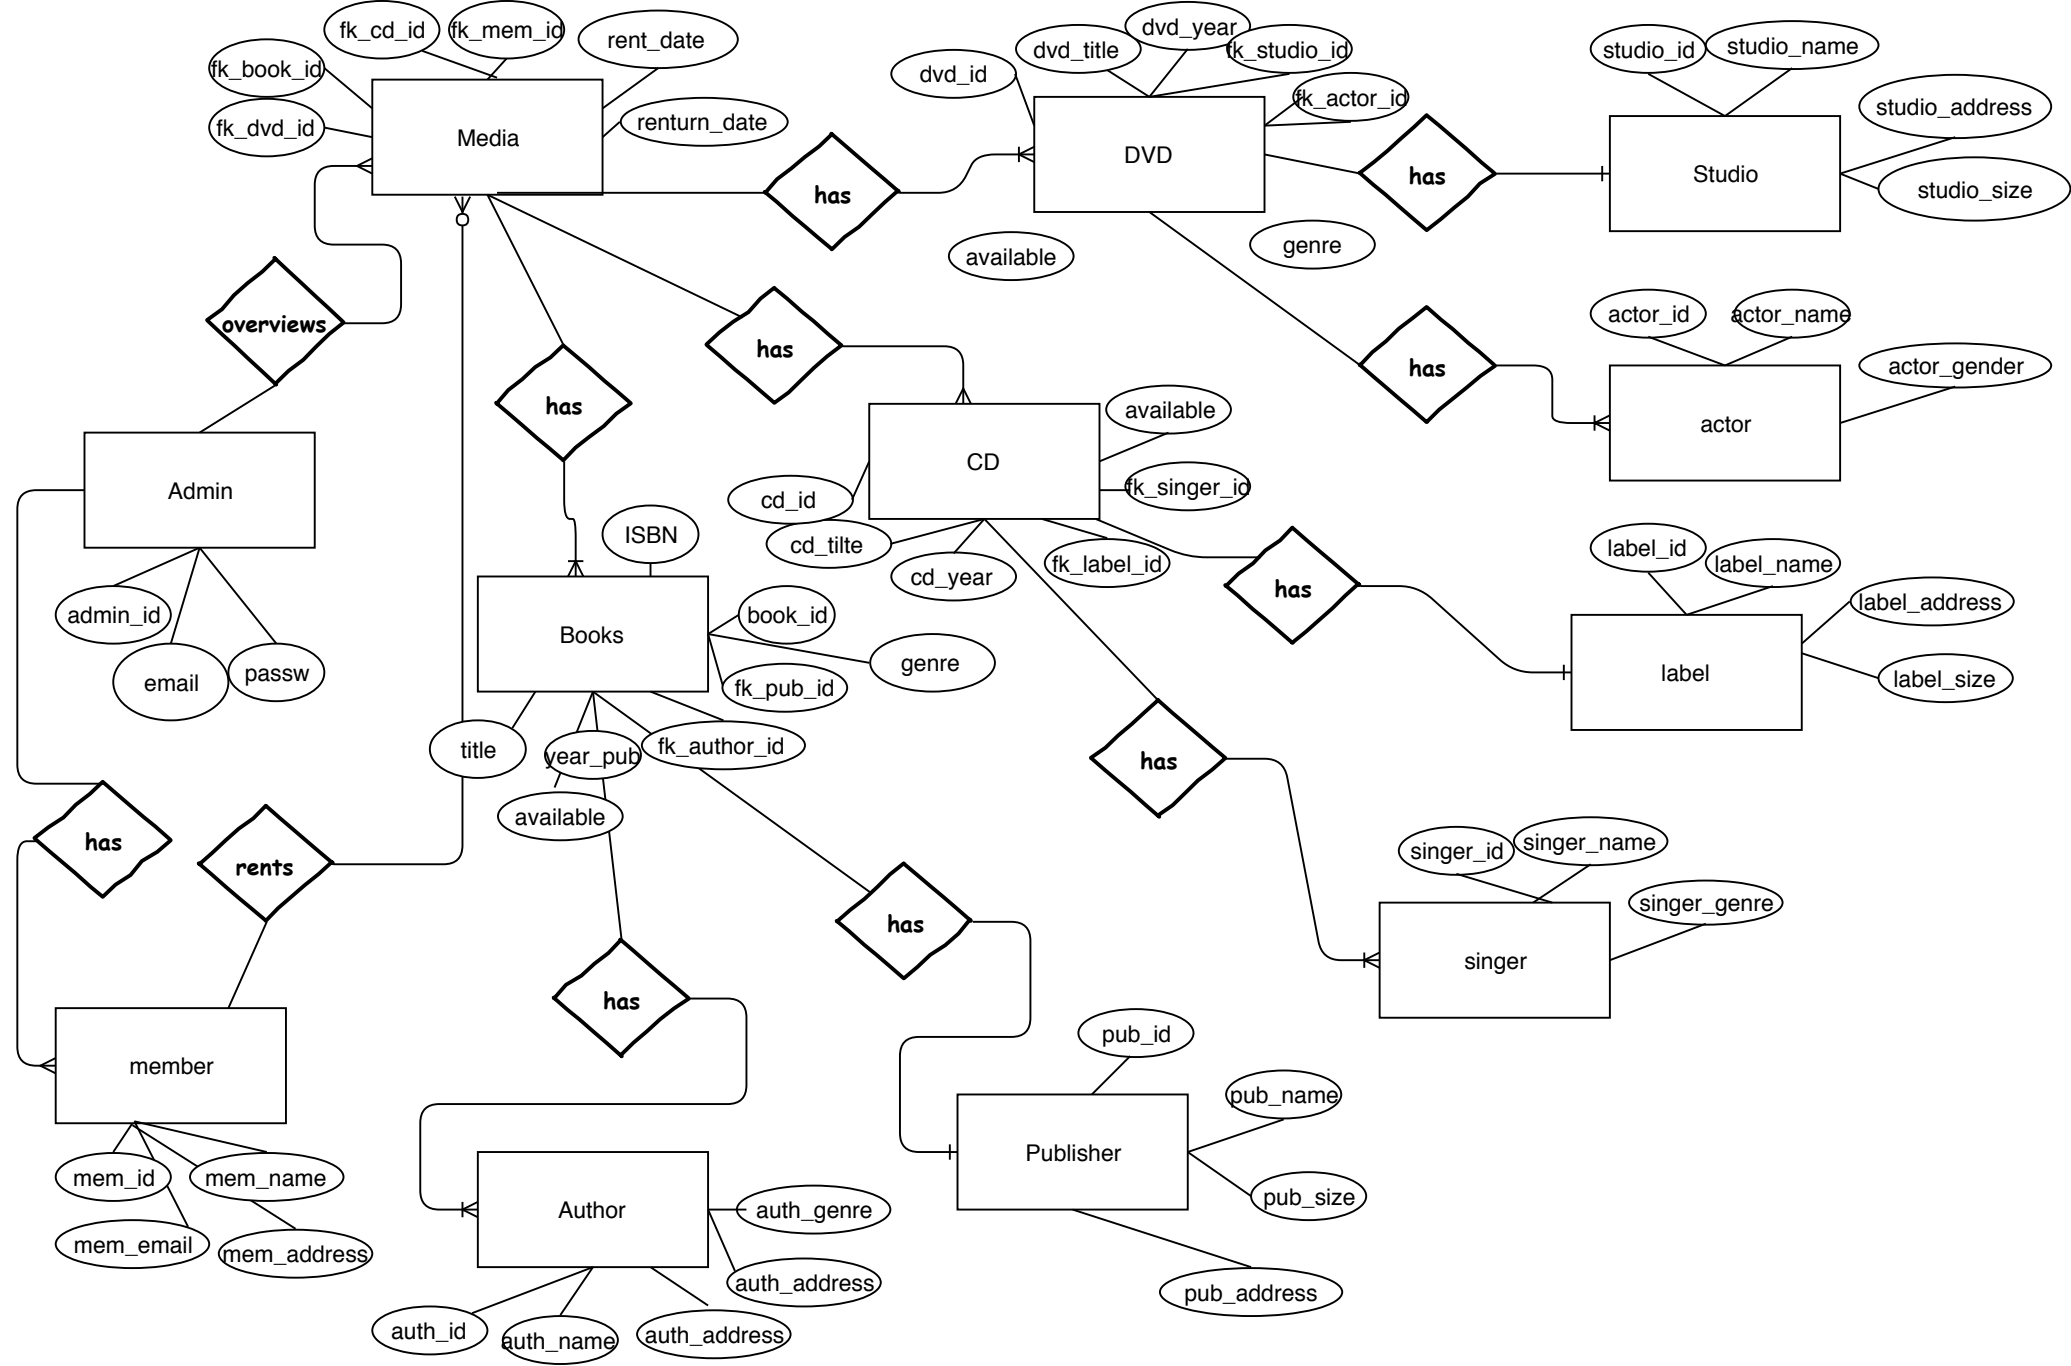 fk_cd_id
fk_mem_id
rent_date
fk_book_id
fk_dvd_id
Media
renturn_date
dvd_id
dvd_title
dvd_year
fk_studio_id
fk_actor_id
DVD
has
available
genre
has
studio_id
studio_name
studio_address
Studio
studio_size
overviews
has
has
has
actor_id
actor_name
actor_gender
actor
Admin
admin_id
email
passw
CD
available
fk_singer_id
cd_id
cd_tilte
cd_year
fk_label_id
has
label_id
label_name
label_address
label
label_size
ISBN
Books
book_id
genre
fk_pub_id
title
year_pub
fk_author_id
available
has
has
rents
has
has
singer_id
singer_name
singer_genre
singer
member
mem_id
mem_name
mem_email
mem_address
pub_id
pub_name
Publisher
pub_size
pub_address
Author
auth_genre
auth_address
auth_id
auth_name
auth_address